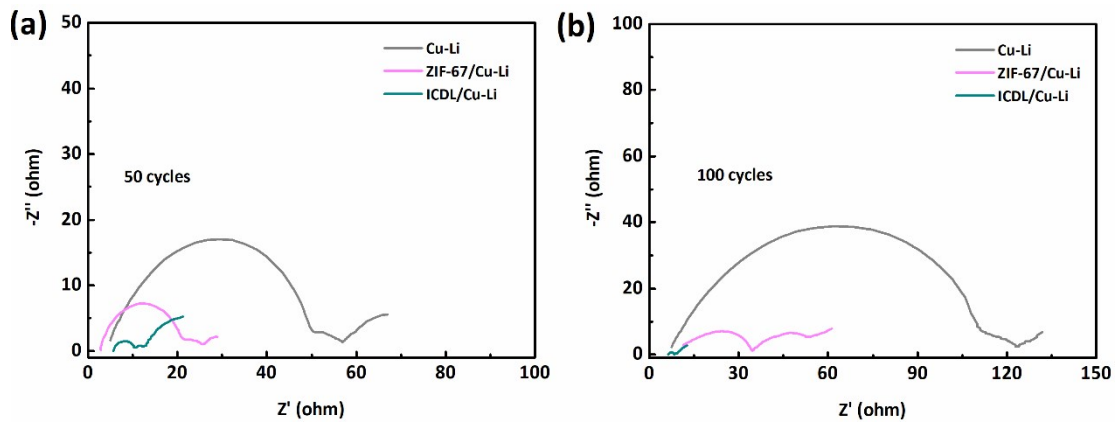 (a)
50
40
30
20
10
0
-Z'' (ohm)
Cu-Li
ZIF-67/Cu-Li
ICDL/Cu-Li
50 cycles
0 20 40 60 80 100
Z' (ohm)
(b)
100
80
60
40
20
0
-Z'' (ohm)
Cu-Li
ZIF-67/Cu-Li
ICDL/Cu-Li
100 cycles
0 30 60 90 120 150
Z' (ohm)